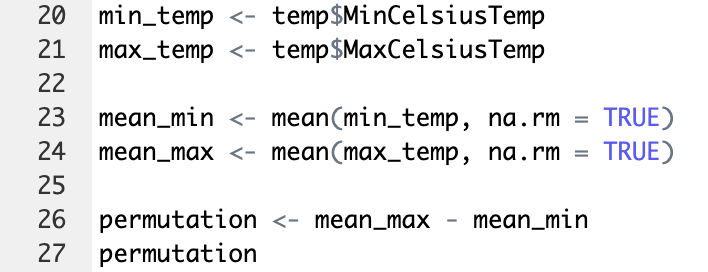 20 min_temp <- temp$MinCelsiusTemp
21 max_temp <- temp$MaxCelsiusTemp
22
23 mean_min <- mean(min_temp, na.rm = TRUE)
24 mean_max <- mean(max_temp, na.rm = TRUE)
25
26 permutation <- mean_max - mean_min
27 permutation